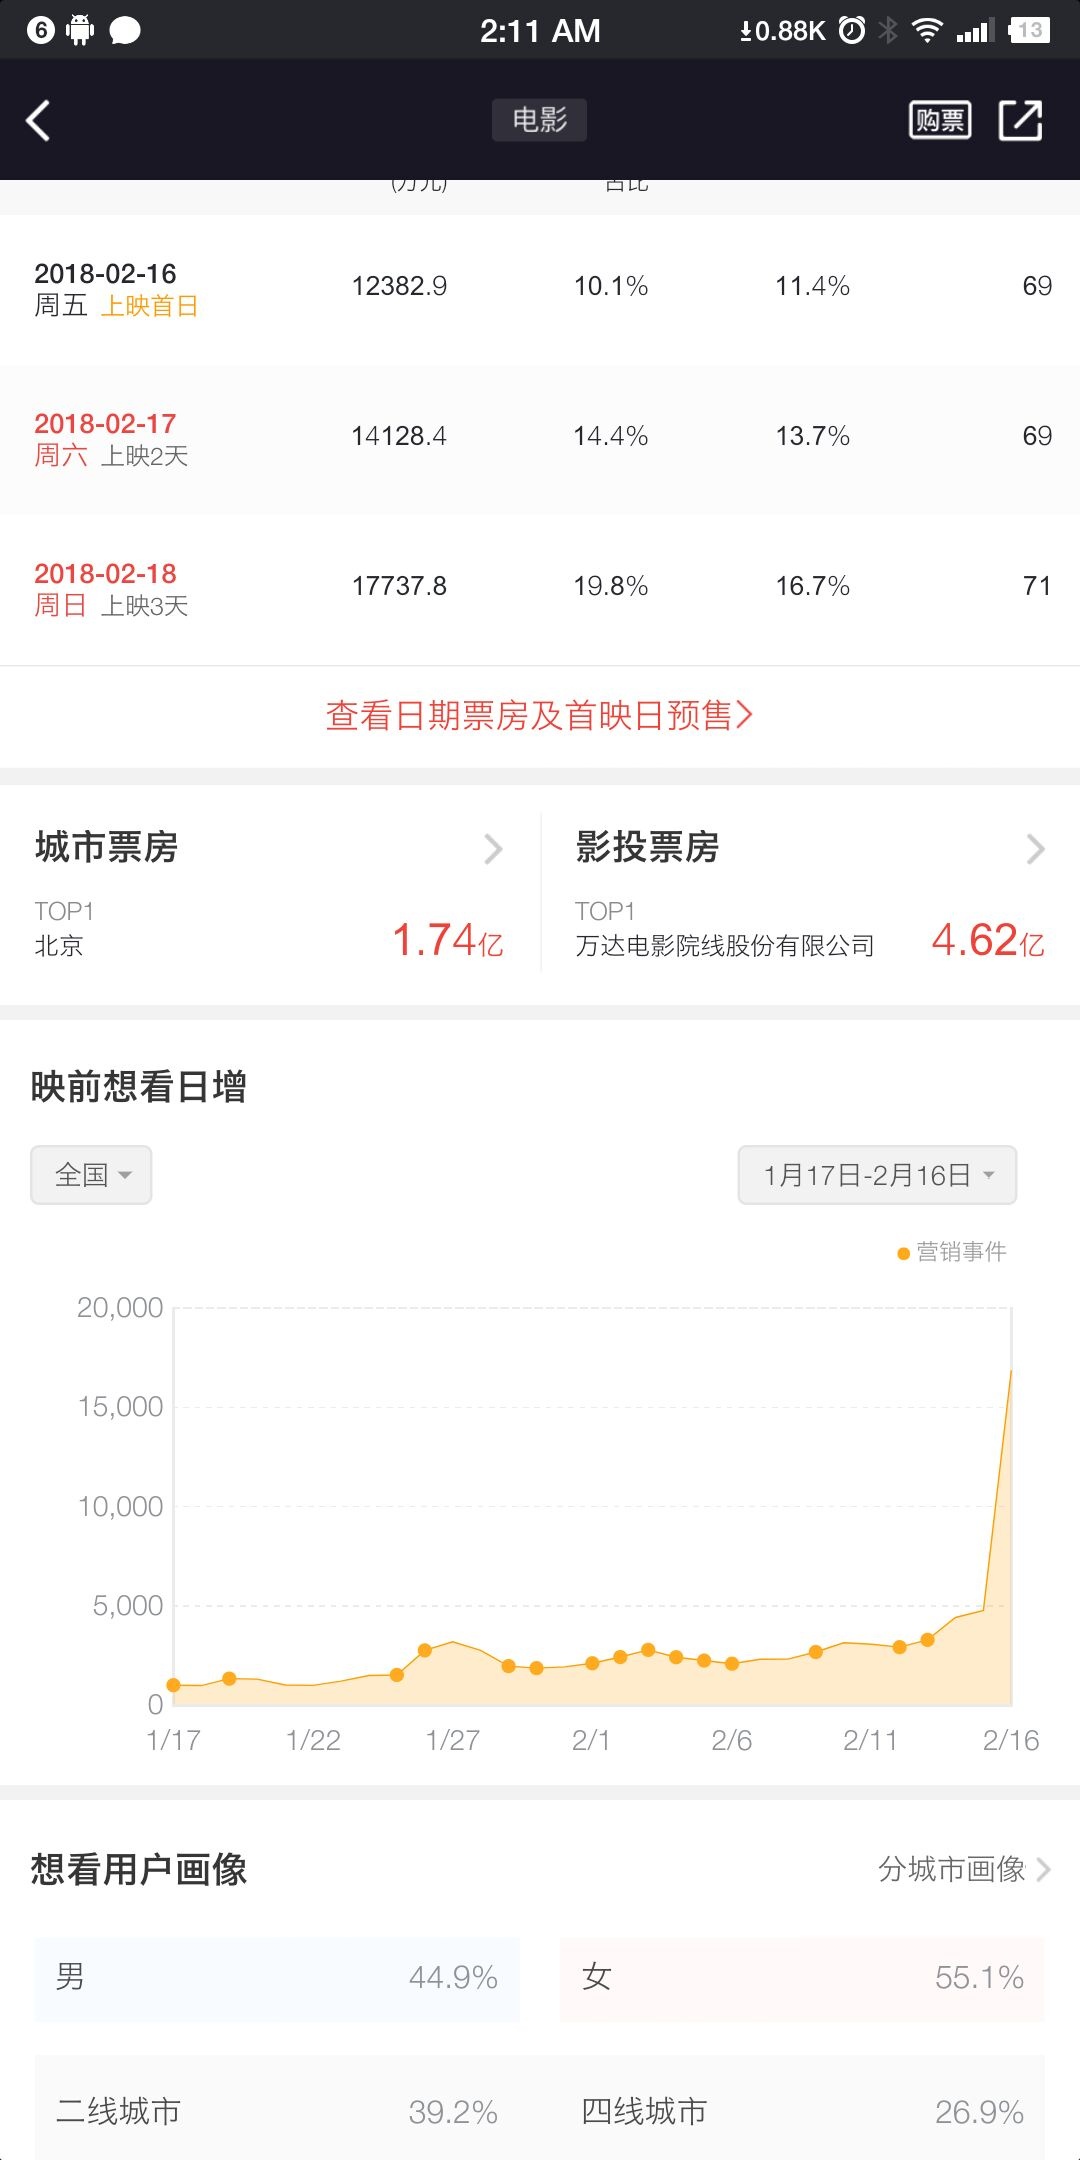 6
2:11 AM
0.88K
13
电影
购票
(万元)
占比
2018-02-16
周五 上映首日
12382.9
10.1%
11.4%
69
2018-02-17
周六 上映2天
14128.4
14.4%
13.7%
69
2018-02-18
周日 上映3天
17737.8
19.8%
16.7%
71
查看日期票房及首映日预售
城市票房
TOP1
北京
1.74亿
影投票房
TOP1
万达电影院线股份有限公司
4.62亿
映前想看日增
全国
1月17日-2月16日
营销事件
20,000
15,000
10,000
5,000
0
1/17
1/22
1/27
2/1
2/6
2/11
2/16
想看用户画像
分城市画像
男 44.9%
女 55.1%
二线城市 39.2%
四线城市 26.9%